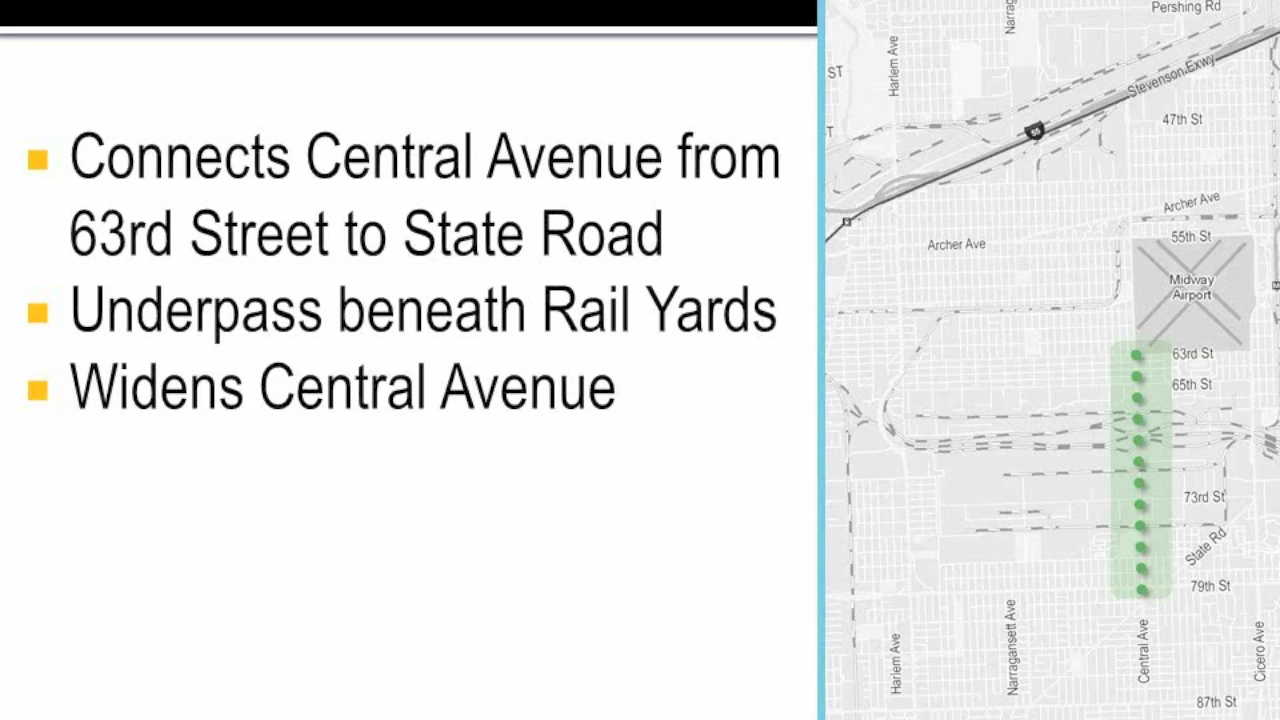 Connects Central Avenue from
63rd Street to State Road
Underpass beneath Rail Yards
Widens Central Avenue
Pershing Rd
Harlem Ave
ST
Stevenson Exwy
55
47th St
Archer Ave
55th St
Archer Ave
Midway
Airport
63rd St
65th St
73rd St
State Rd
79th St
Harlem Ave
Narragansett Ave
Central Ave
Cicero Ave
87th St